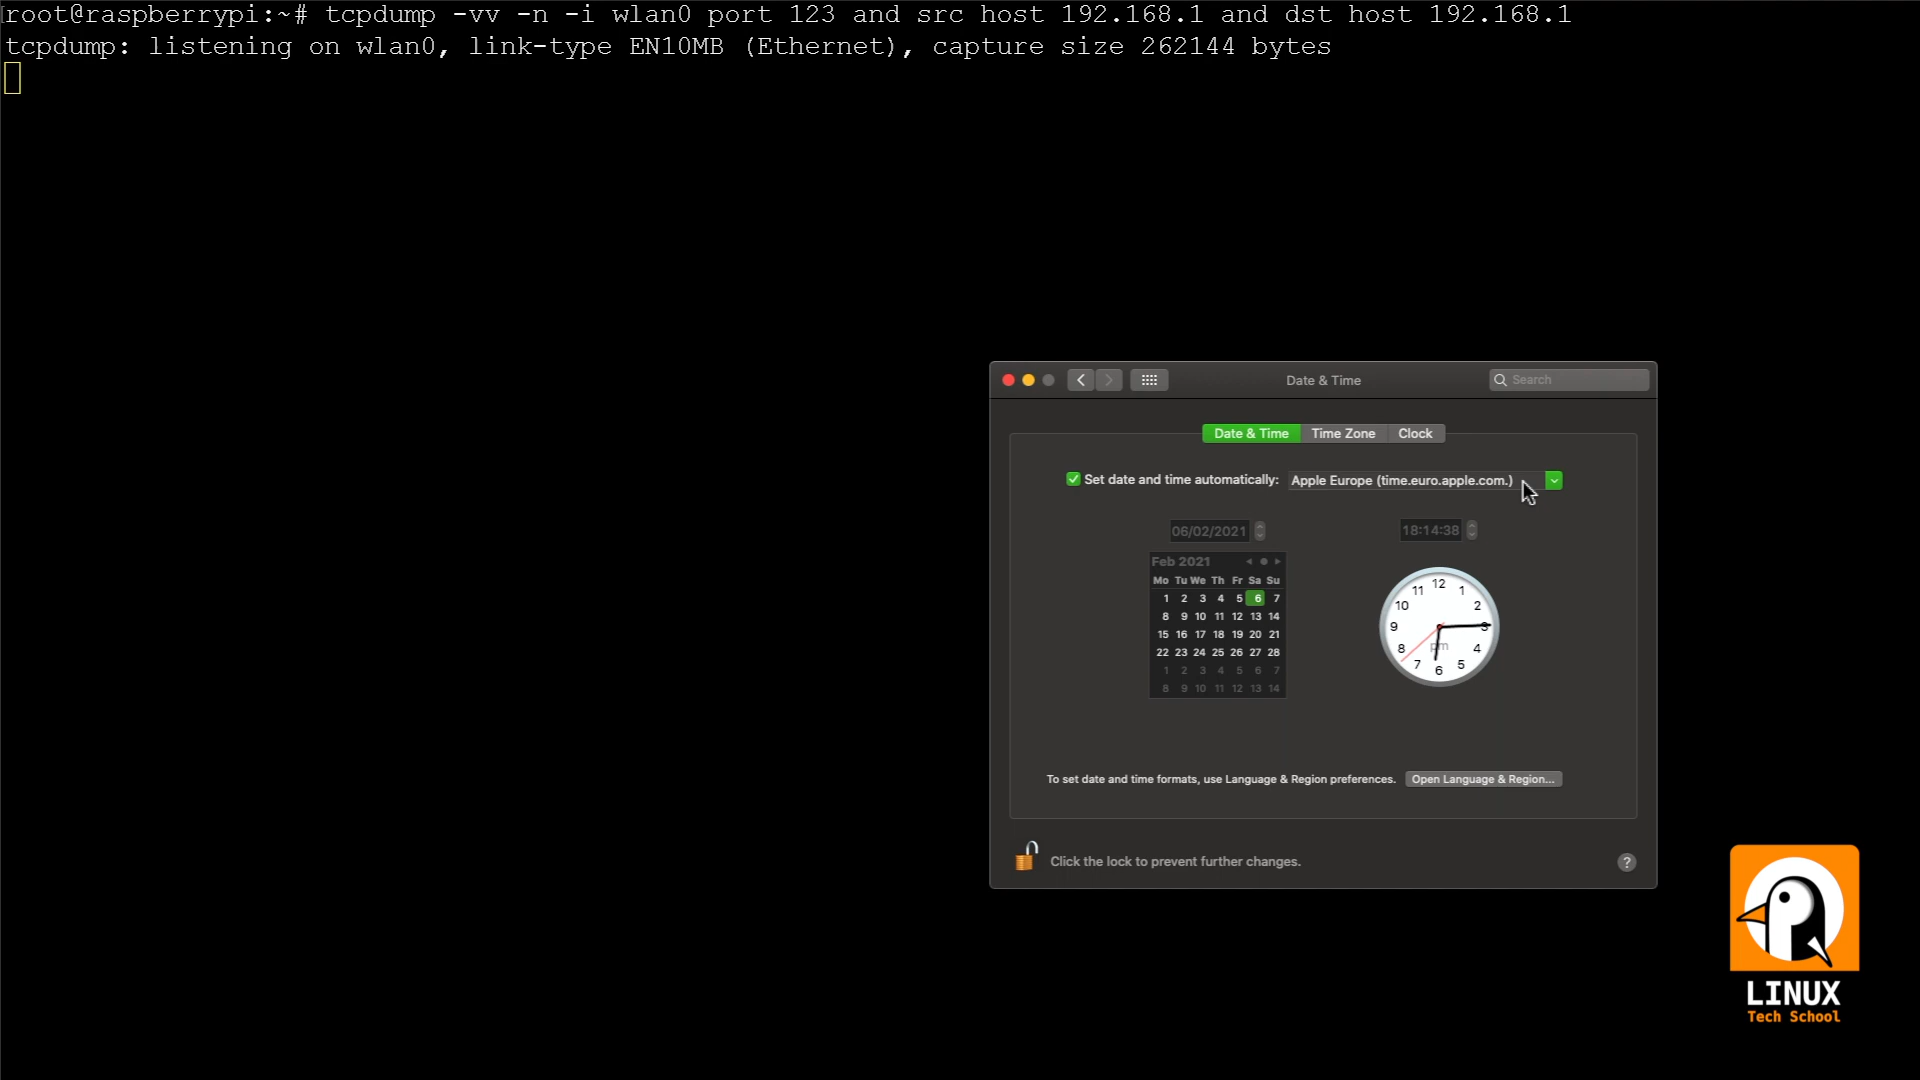 root@raspberrypi:~# tcpdump -vv -n -i wlan0 port 123 and src host 192.168.1 and dst host 192.168.1
tcpdump: listening on wlan0, link-type EN10MB (Ethernet), capture size 262144 bytes
Date & Time
Search
Date & Time Time Zone Clock
Set date and time automatically: Apple Europe (time.euro.apple.com.)
06/02/2021 18:14:38
Feb 2021
Mo Tu We Th Fr Sa Su
1 2 3 4 5 6 7
8 9 10 11 12 13 14
15 16 17 18 19 20 21
22 23 24 25 26 27 28
1 2 3 4 5 6 7
8 9 10 11 12 13 14
12 1 2 3 4 5 6 7 8 9 10 11
pm
To set date and time formats, use Language & Region preferences. Open Language & Region...
Click the lock to prevent further changes. ?
LINUX
Tech School